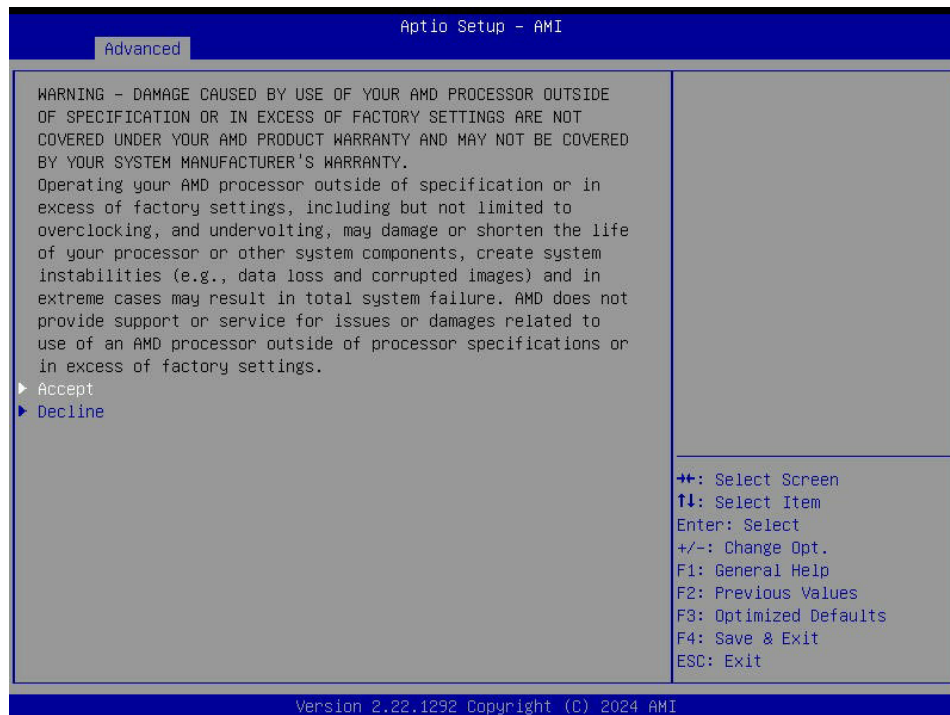 Aptio Setup - AMI
Advanced
WARNING - DAMAGE CAUSED BY USE OF YOUR AMD PROCESSOR OUTSIDE
OF SPECIFICATION OR IN EXCESS OF FACTORY SETTINGS ARE NOT
COVERED UNDER YOUR AMD PRODUCT WARRANTY AND MAY NOT BE COVERED
BY YOUR SYSTEM MANUFACTURER'S WARRANTY.
Operating your AMD processor outside of specification or in
excess of factory settings, including but not limited to
overclocking, and undervolting, may damage or shorten the life
of your processor or other system components, create system
instabilities (e.g., data loss and corrupted images) and in
extreme cases may result in total system failure. AMD does not
provide support or service for issues or damages related to
use of an AMD processor outside of processor specifications or
in excess of factory settings.
Accept
Decline
→←: Select Screen
↑↓: Select Item
Enter: Select
+/-: Change Opt.
F1: General Help
F2: Previous Values
F3: Optimized Defaults
F4: Save & Exit
ESC: Exit
Version 2.22.1292 Copyright (C) 2024 AMI